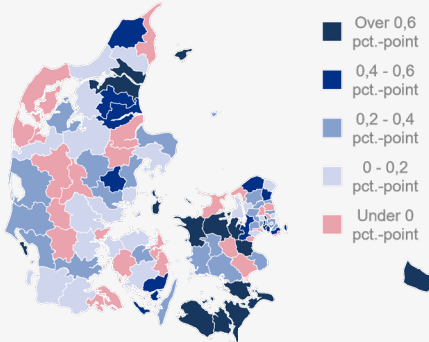 Over 0,6
pct.-point
0,4 - 0,6
pct.-point
0,2 - 0,4
pct.-point
0 - 0,2
pct.-point
Under 0
pct.-point